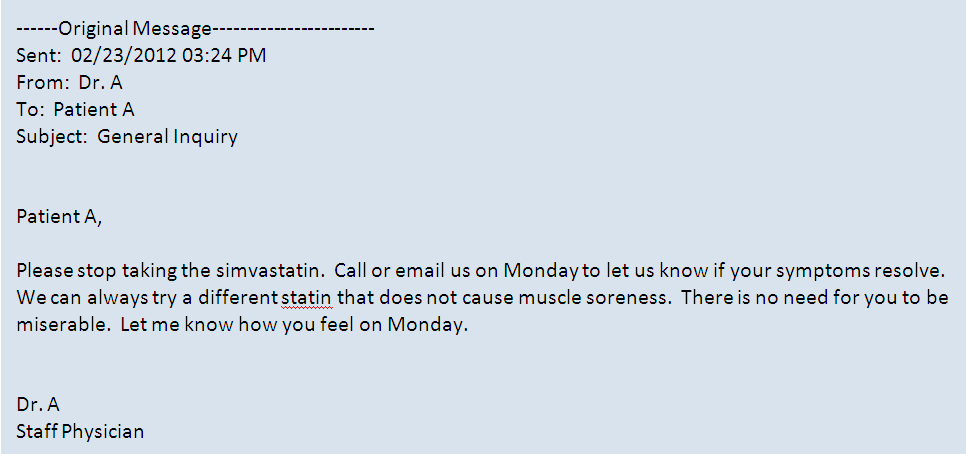 ------Original Message------------------------
Sent:  02/23/2012 03:24 PM
From:  Dr. A
To:  Patient A
Subject:  General Inquiry
Patient A,
Please stop taking the simvastatin.  Call or email us on Monday to let us know if your symptoms resolve.
We can always try a different statin that does not cause muscle soreness.  There is no need for you to be
miserable.  Let me know how you feel on Monday.
Dr. A
Staff Physician